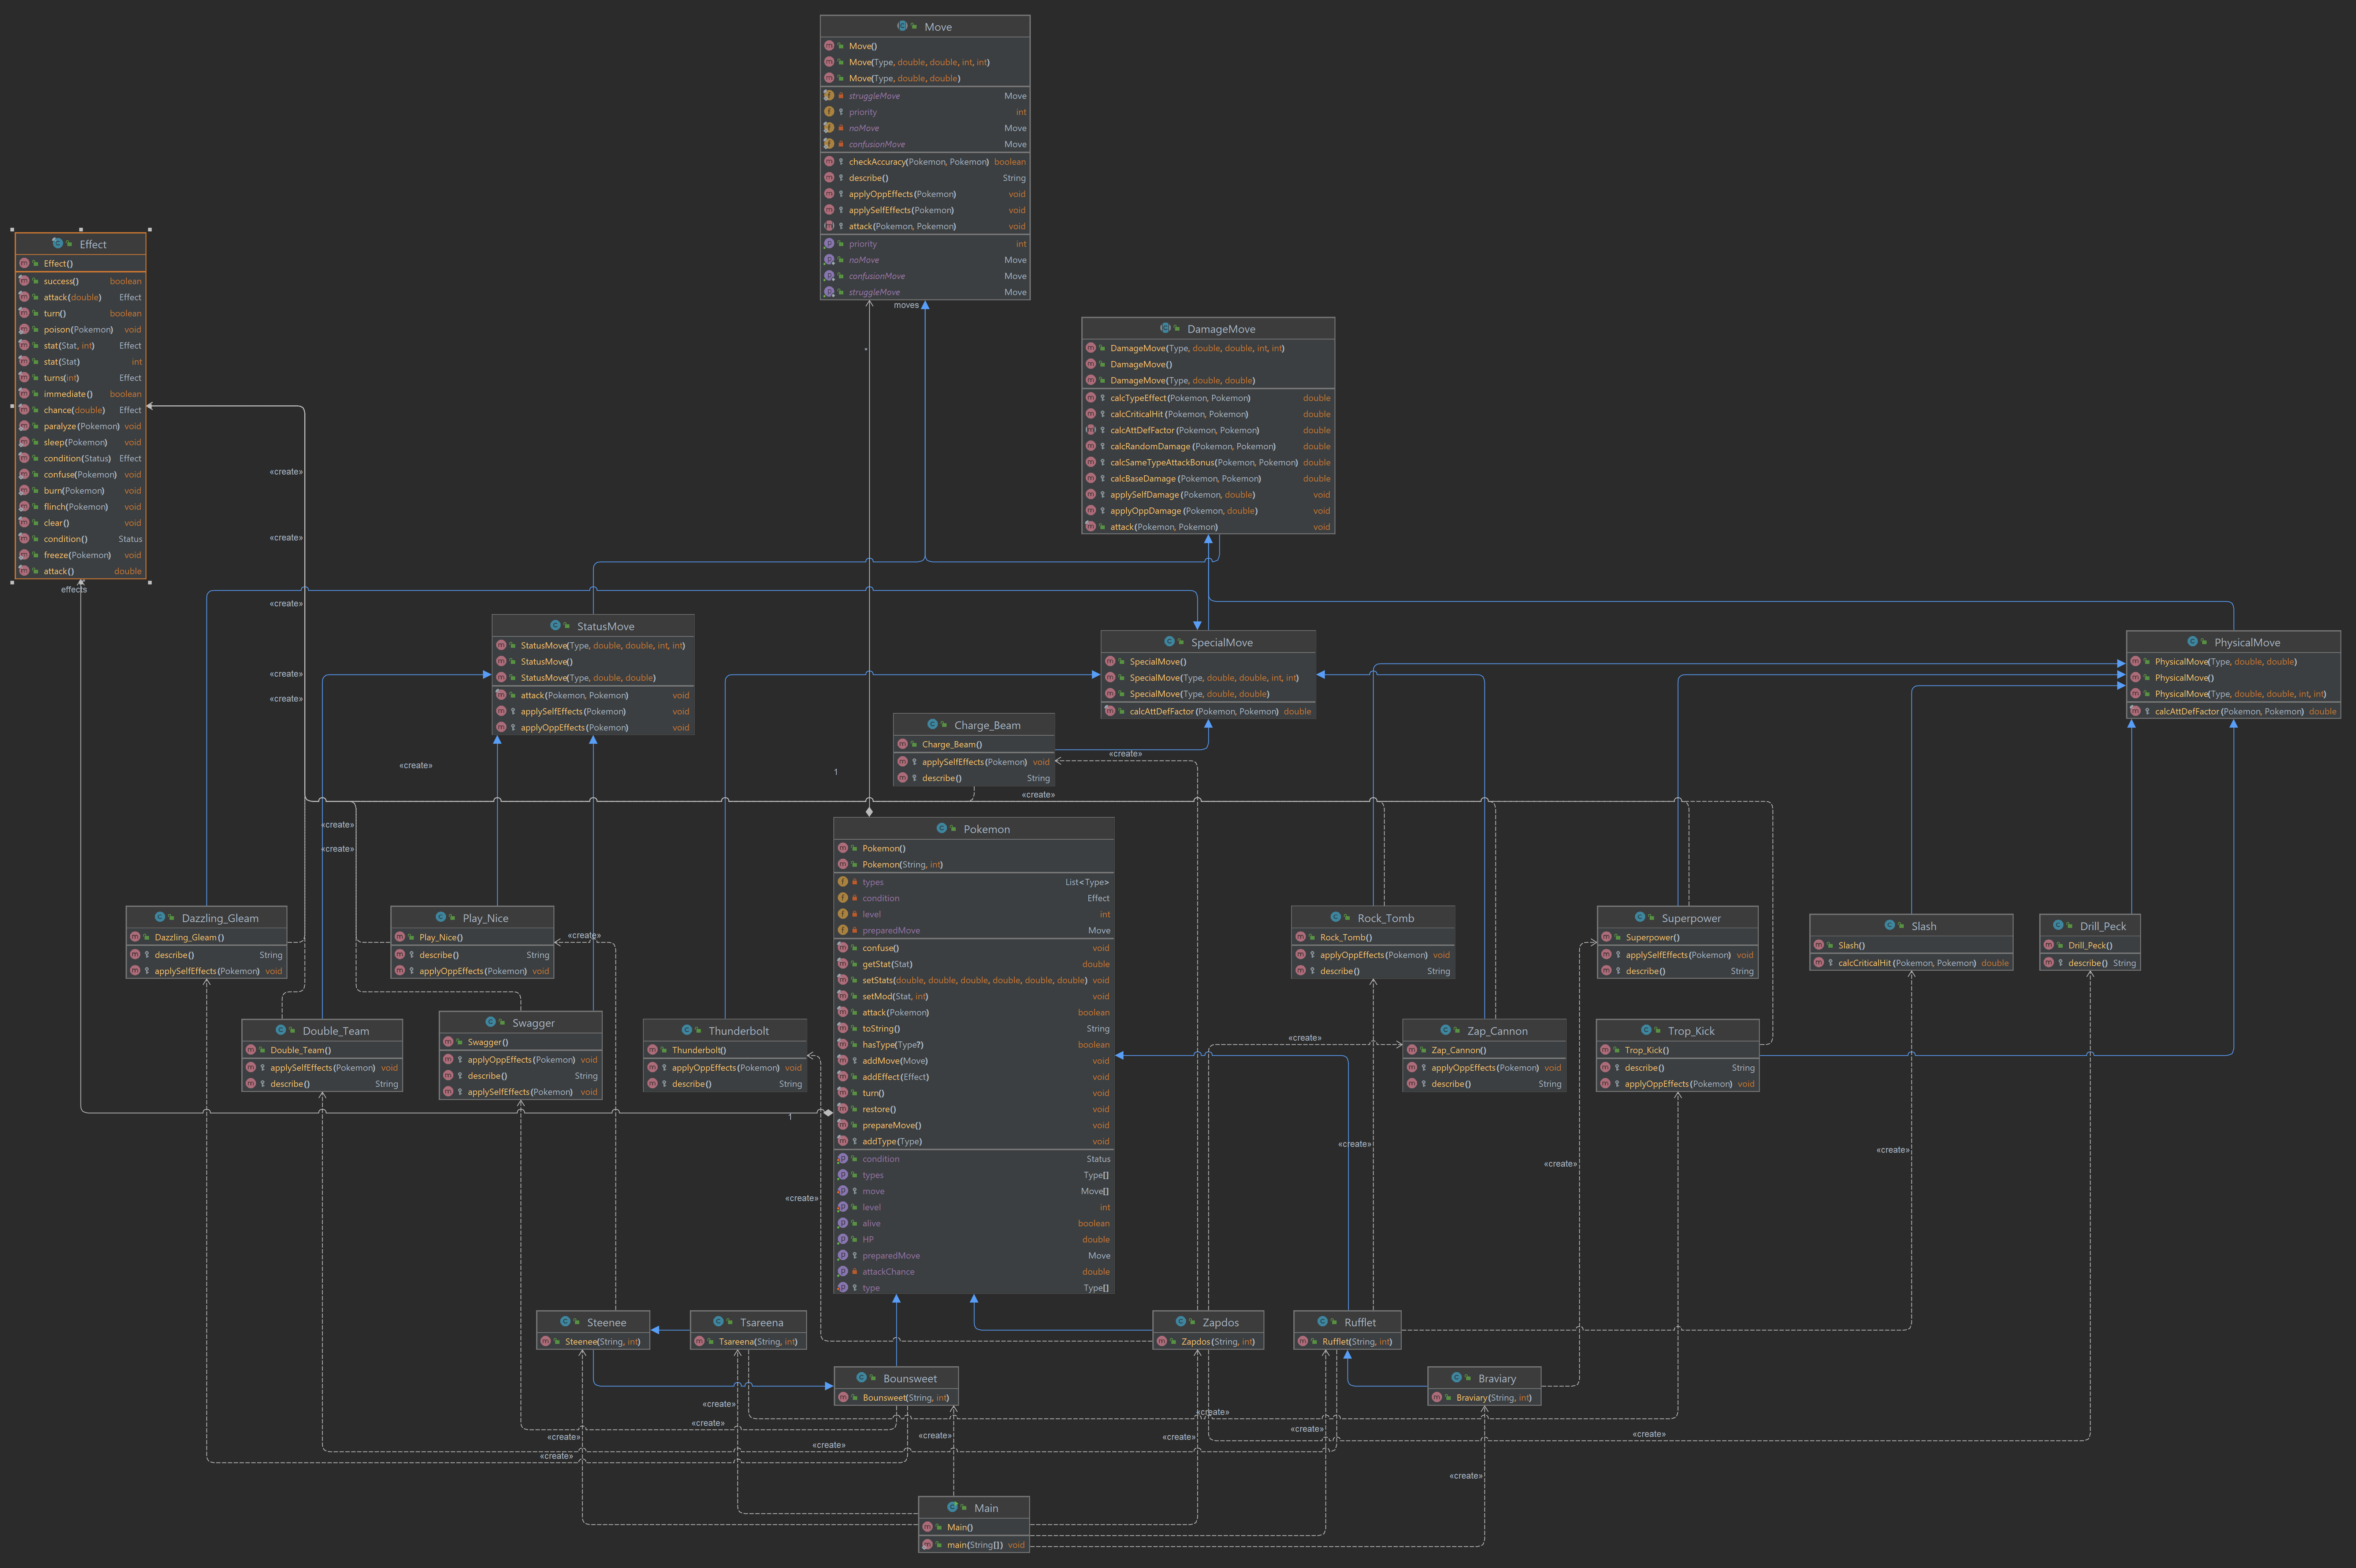 Move
Move()
Move(Type, double, double, int, int)
Move(Type, double, double)
struggleMove Move
priority int
noMove Move
confusionMove Move
checkAccuracy(Pokemon, Pokemon) boolean
describe() String
applyOppEffects(Pokemon) void
applySelfEffects(Pokemon) void
attack(Pokemon, Pokemon) void
priority int
noMove Move
confusionMove Move
struggleMove Move
moves
*
Effect
Effect()
success() boolean
attack(double) Effect
turn() boolean
poison(Pokemon) void
stat(Stat, int) Effect
stat(Stat) int
turns(int) Effect
immediate() boolean
chance(double) Effect
paralyze(Pokemon) void
sleep(Pokemon) void
condition(Status) Effect
confuse(Pokemon) void
burn(Pokemon) void
flinch(Pokemon) void
clear() void
condition() Status
freeze(Pokemon) void
attack() double
effects
DamageMove
DamageMove(Type, double, double, int, int)
DamageMove()
DamageMove(Type, double, double)
calcTypeEffect(Pokemon, Pokemon) double
calcCriticalHit(Pokemon, Pokemon) double
calcAttDefFactor(Pokemon, Pokemon) double
calcRandomDamage(Pokemon, Pokemon) double
calcSameTypeAttackBonus(Pokemon, Pokemon) double
calcBaseDamage(Pokemon, Pokemon) double
applySelfDamage(Pokemon, double) void
applyOppDamage(Pokemon, double) void
attack(Pokemon, Pokemon) void
«create»
«create»
«create»
«create»
«create»
StatusMove
StatusMove(Type, double, double, int, int)
StatusMove()
StatusMove(Type, double, double)
attack(Pokemon, Pokemon) void
applySelfEffects(Pokemon) void
applyOppEffects(Pokemon) void
SpecialMove
SpecialMove()
SpecialMove(Type, double, double, int, int)
SpecialMove(Type, double, double)
calcAttDefFactor(Pokemon, Pokemon) double
PhysicalMove
PhysicalMove(Type, double, double)
PhysicalMove()
PhysicalMove(Type, double, double, int, int)
calcAttDefFactor(Pokemon, Pokemon) double
Charge_Beam
Charge_Beam()
applySelfEffects(Pokemon) void
describe() String
«create»
«create»
«create»
1
«create»
«create»
Pokemon
Pokemon()
Pokemon(String, int)
types List<Type>
condition Effect
level int
preparedMove Move
confuse() void
getStat(Stat) double
setStats(double, double, double, double, double, double) void
setMod(Stat, int) void
attack(Pokemon) boolean
toString() String
hasType(Type?) boolean
addMove(Move) void
addEffect(Effect) void
turn() void
restore() void
prepareMove() void
addType(Type) void
condition Status
types Type[]
move Move[]
level int
alive boolean
HP double
preparedMove Move
attackChance double
type Type[]
Dazzling_Gleam
Dazzling_Gleam()
describe() String
applySelfEffects(Pokemon) void
Play_Nice
Play_Nice()
describe() String
applyOppEffects(Pokemon) void
«create»
Rock_Tomb
Rock_Tomb()
applyOppEffects(Pokemon) void
describe() String
Superpower
Superpower()
applySelfEffects(Pokemon) void
describe() String
Slash
Slash()
calcCriticalHit(Pokemon, Pokemon) double
Drill_Peck
Drill_Peck()
describe() String
Double_Team
Double_Team()
applySelfEffects(Pokemon) void
describe() String
Swagger
Swagger()
applyOppEffects(Pokemon) void
describe() String
applySelfEffects(Pokemon) void
Thunderbolt
Thunderbolt()
applyOppEffects(Pokemon) void
describe() String
«create»
Zap_Cannon
Zap_Cannon()
applyOppEffects(Pokemon) void
describe() String
Trop_Kick
Trop_Kick()
describe() String
applyOppEffects(Pokemon) void
1
«create»
«create»
«create»
«create»
Steenee
Steenee(String, int)
Tsareena
Tsareena(String, int)
Zapdos
Zapdos(String, int)
Rufflet
Rufflet(String, int)
Bounsweet
Bounsweet(String, int)
Braviary
Braviary(String, int)
«create»
«create»
«create»
«create»
«create»
«create»
«create»
«create»
«create»
«create»
«create»
Main
Main()
main(String[]) void